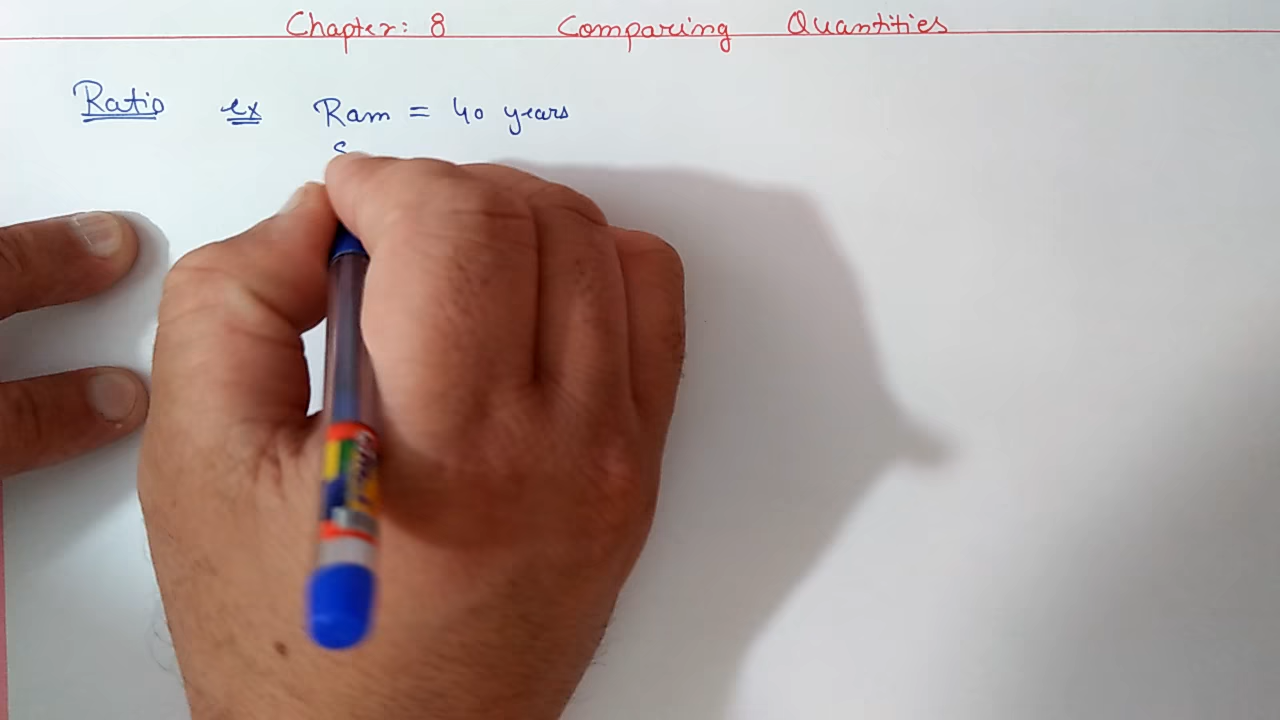 Chapter: 8 Comparing Quantities
Ratio ex Ram = 40 years
S